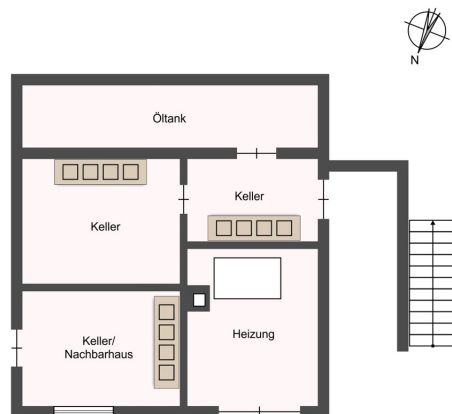 N
Öltank
Keller
Keller
Keller/
Nachbarhaus
Heizung